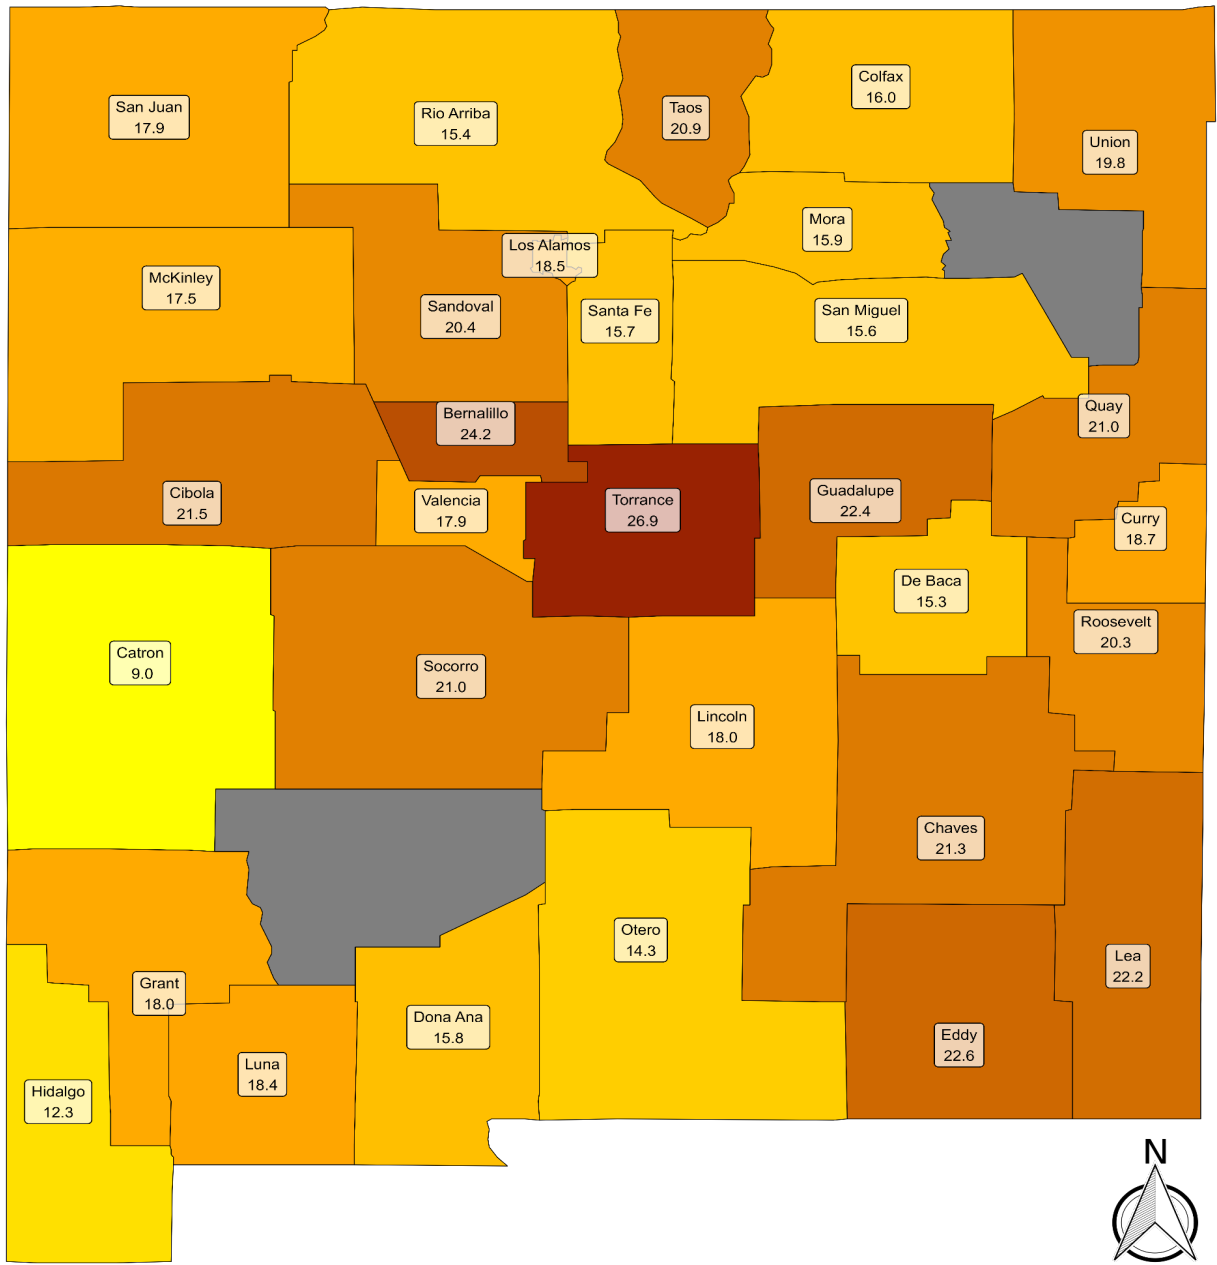 San Juan
17.9
Rio Arriba
15.4
Taos
20.9
Colfax
16.0
Union
19.8
Mora
15.9
Los Alamos
18.5
McKinley
17.5
Sandoval
20.4
Santa Fe
15.7
San Miguel
15.6
Bernalillo
24.2
Quay
21.0
Cibola
21.5
Valencia
17.9
Torrance
26.9
Guadalupe
22.4
Curry
18.7
De Baca
15.3
Roosevelt
20.3
Catron
9.0
Socorro
21.0
Lincoln
18.0
Chaves
21.3
Otero
14.3
Lea
22.2
Grant
18.0
Dona Ana
15.8
Eddy
22.6
Luna
18.4
Hidalgo
12.3
N